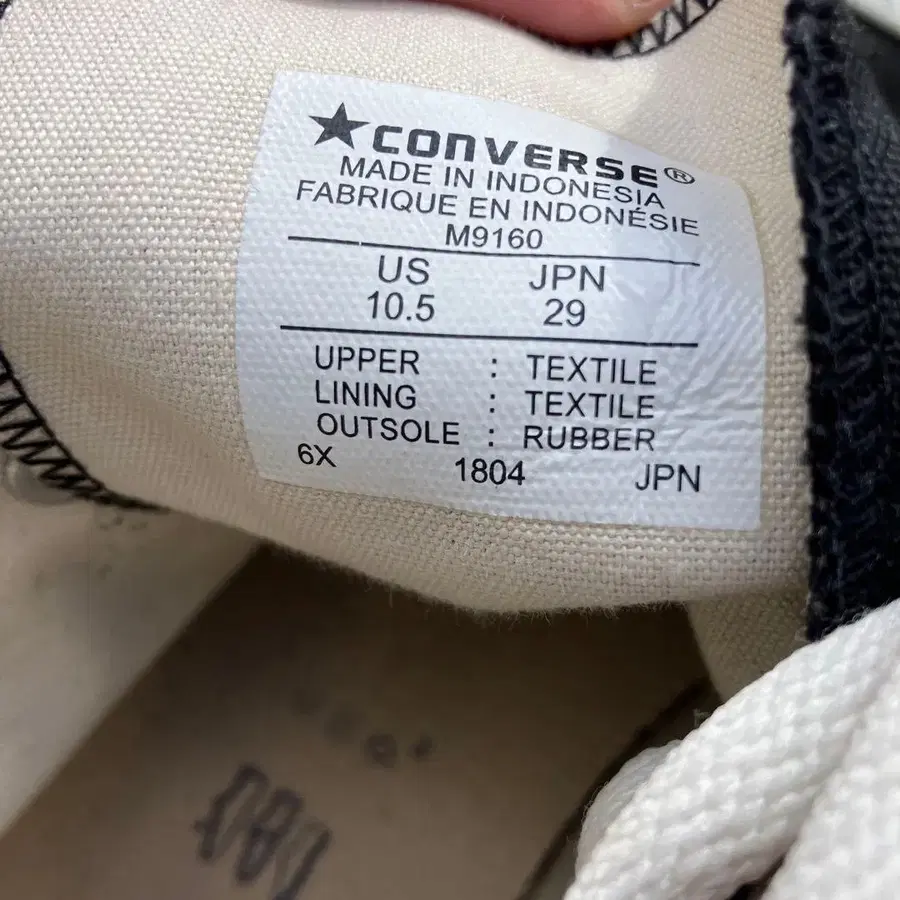 ★CONVERSE®
MADE IN INDONESIA
FABRIQUE EN INDONÉSIE
M9160
US JPN
10.5 29
UPPER : TEXTILE
LINING : TEXTILE
OUTSOLE : RUBBER
6X 1804 JPN